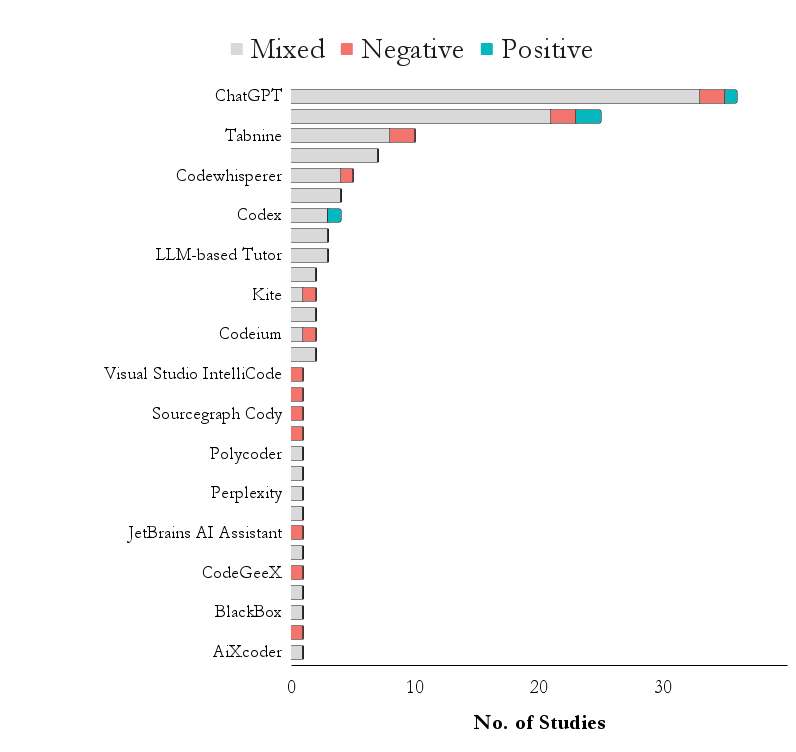 Mixed Negative Positive
ChatGPT
Tabnine
Codewhisperer
Codex
LLM-based Tutor
Kite
Codeium
Visual Studio IntelliCode
Sourcegraph Cody
Polycoder
Perplexity
JetBrains AI Assistant
CodeGeeX
BlackBox
AiXcoder
0 10 20 30
No. of Studies